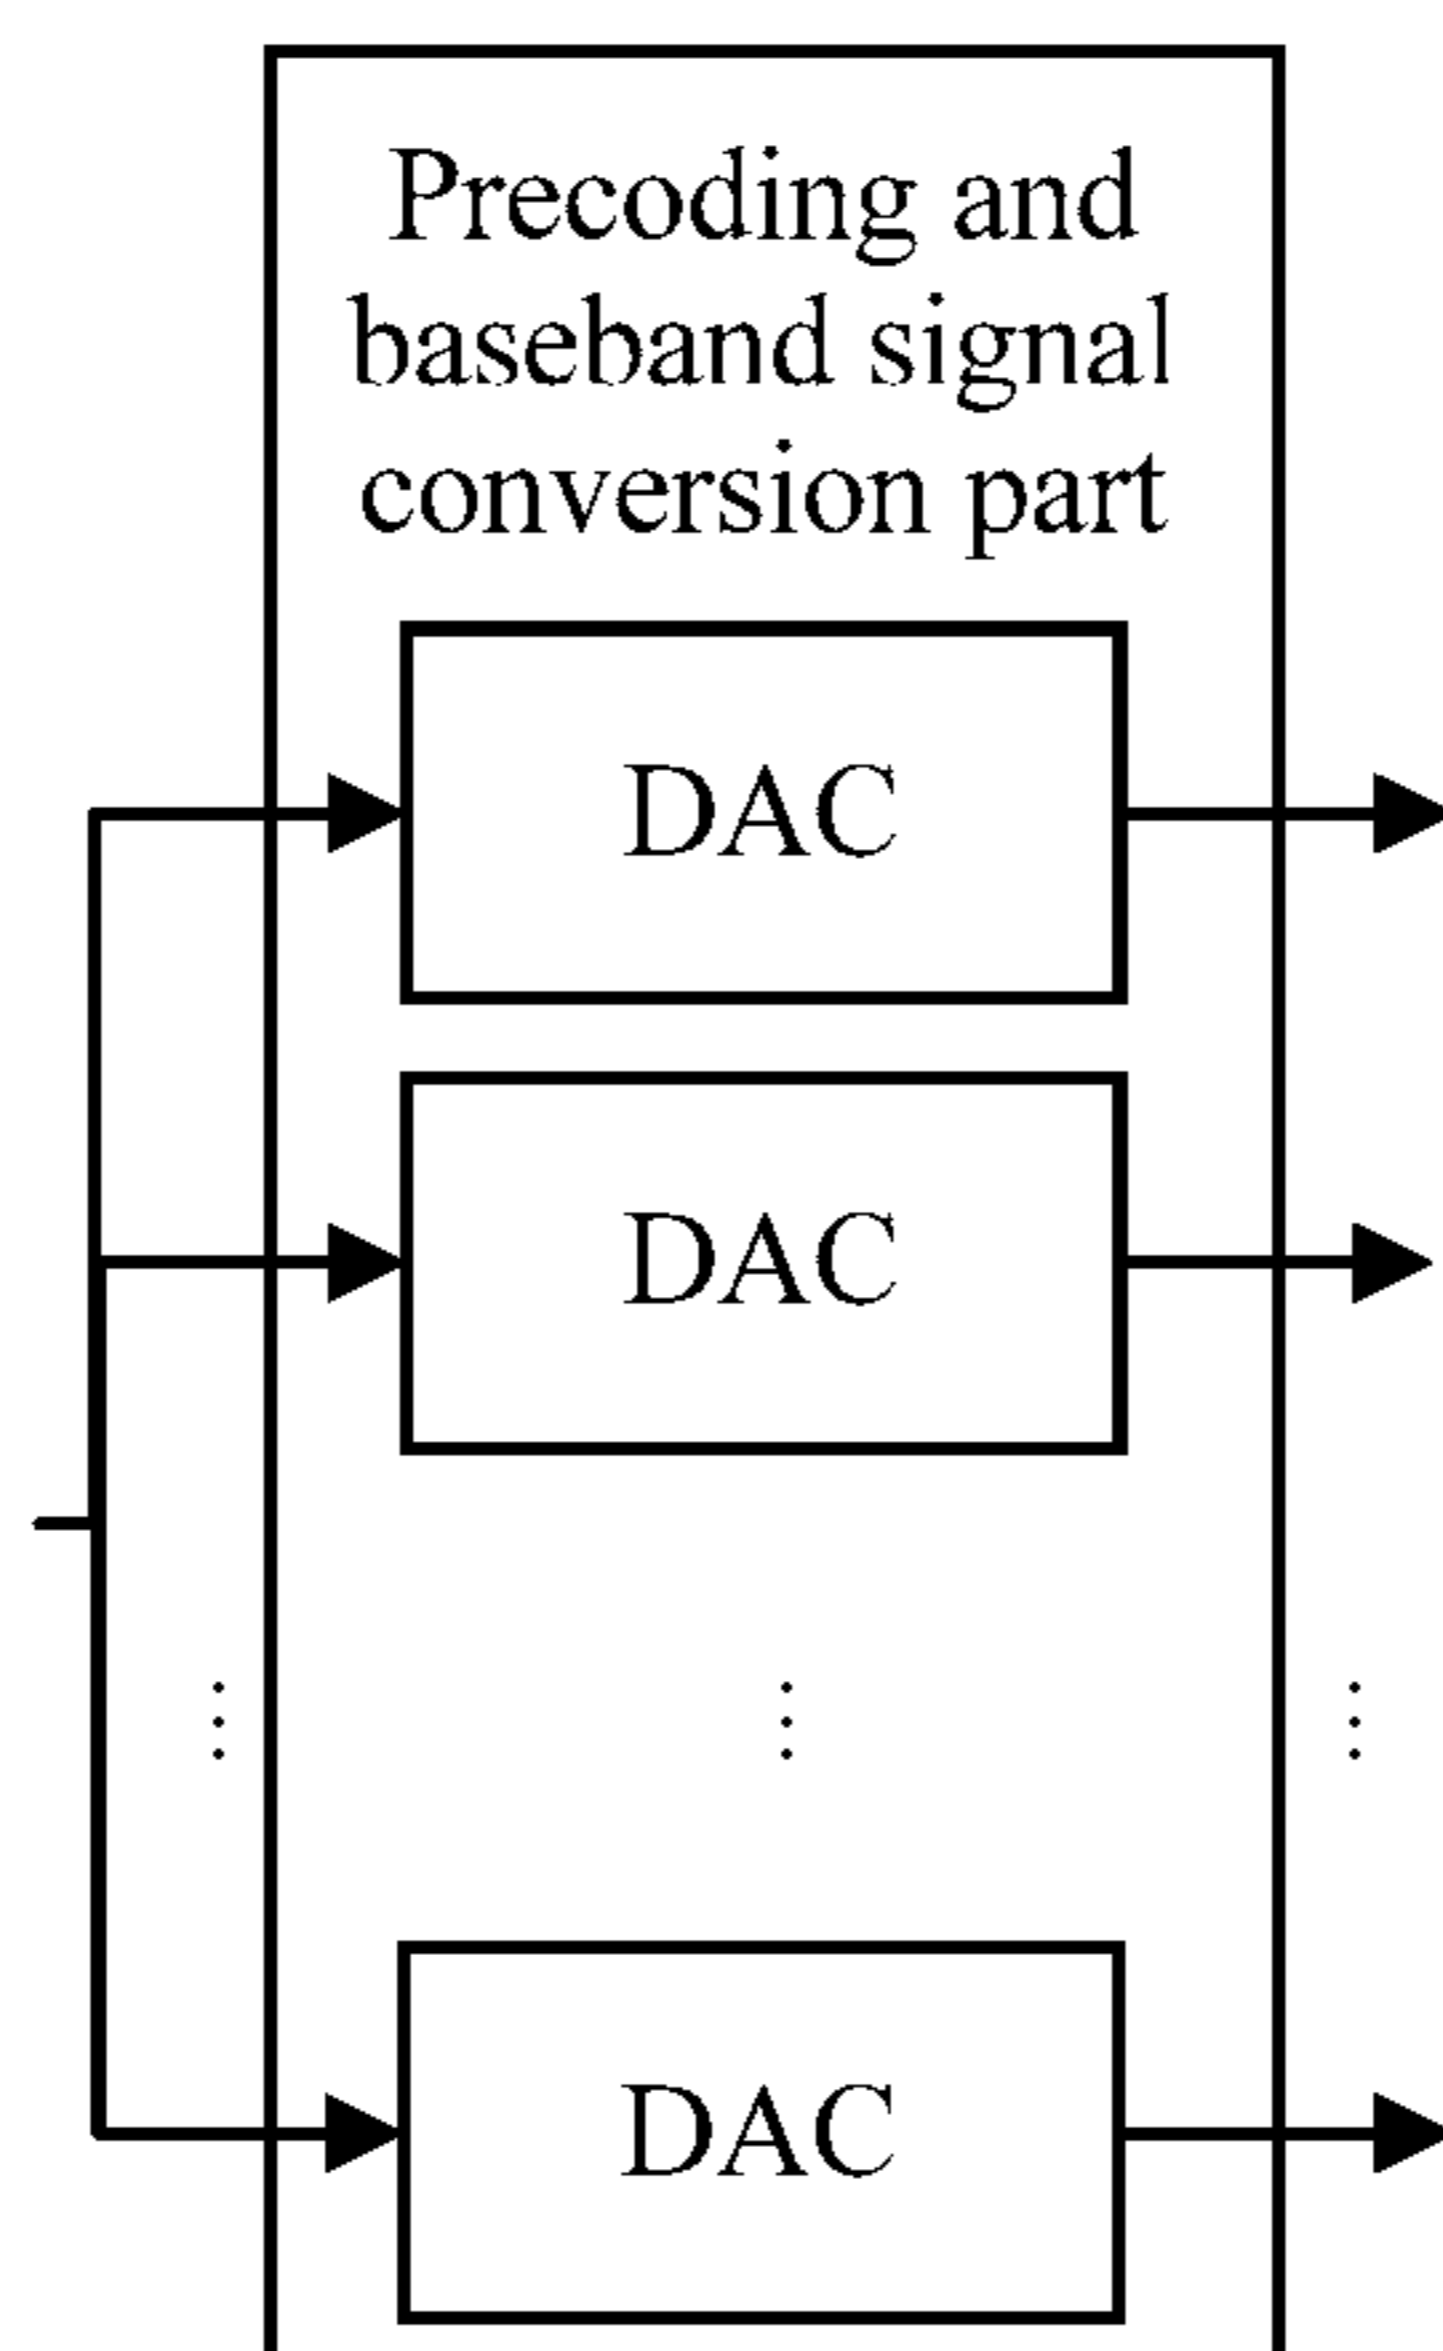 Precoding and
baseband signal
conversion part
DAC
DAC
DAC